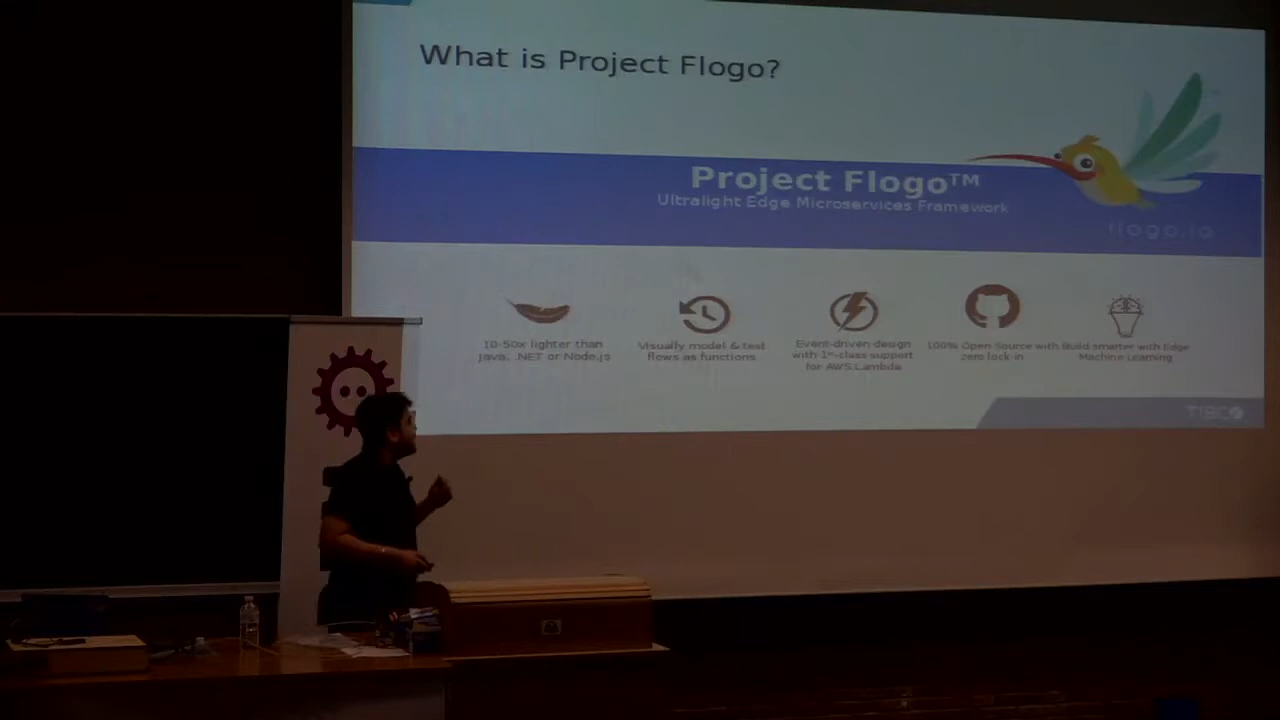 What is Project Flogo?
Project Flogo™
Ultralight Edge Microservices Framework
flogo.io
10-50x lighter than
Java, .NET or Node.js
Visually model & test
flows as functions
Event-driven design
with 1st-class support
for AWS Lambda
100% Open Source with
zero lock-in
Build smarter with Edge
Machine Learning
TIBCO